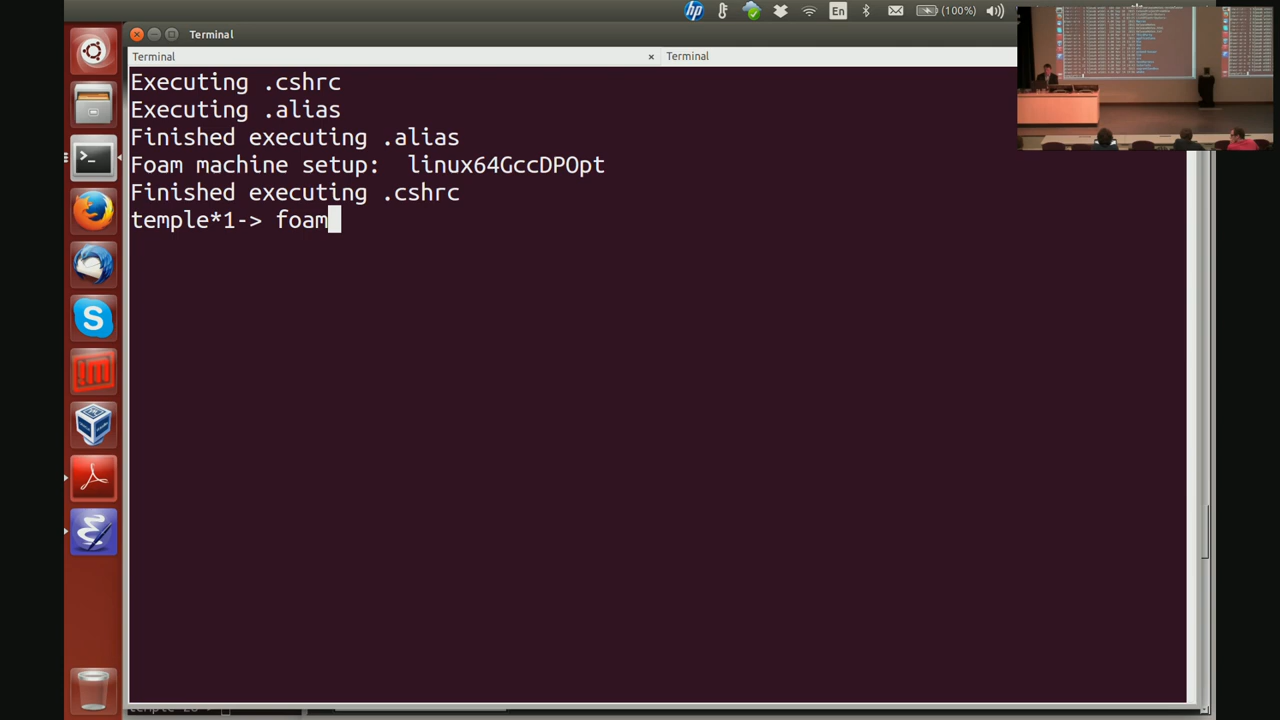 En
(100%)
Terminal
Terminal
Terminal
Executing .cshrc
Executing .alias
Finished executing .alias
Foam machine setup:  linux64GccDPOpt
Finished executing .cshrc
temple*1-> foam